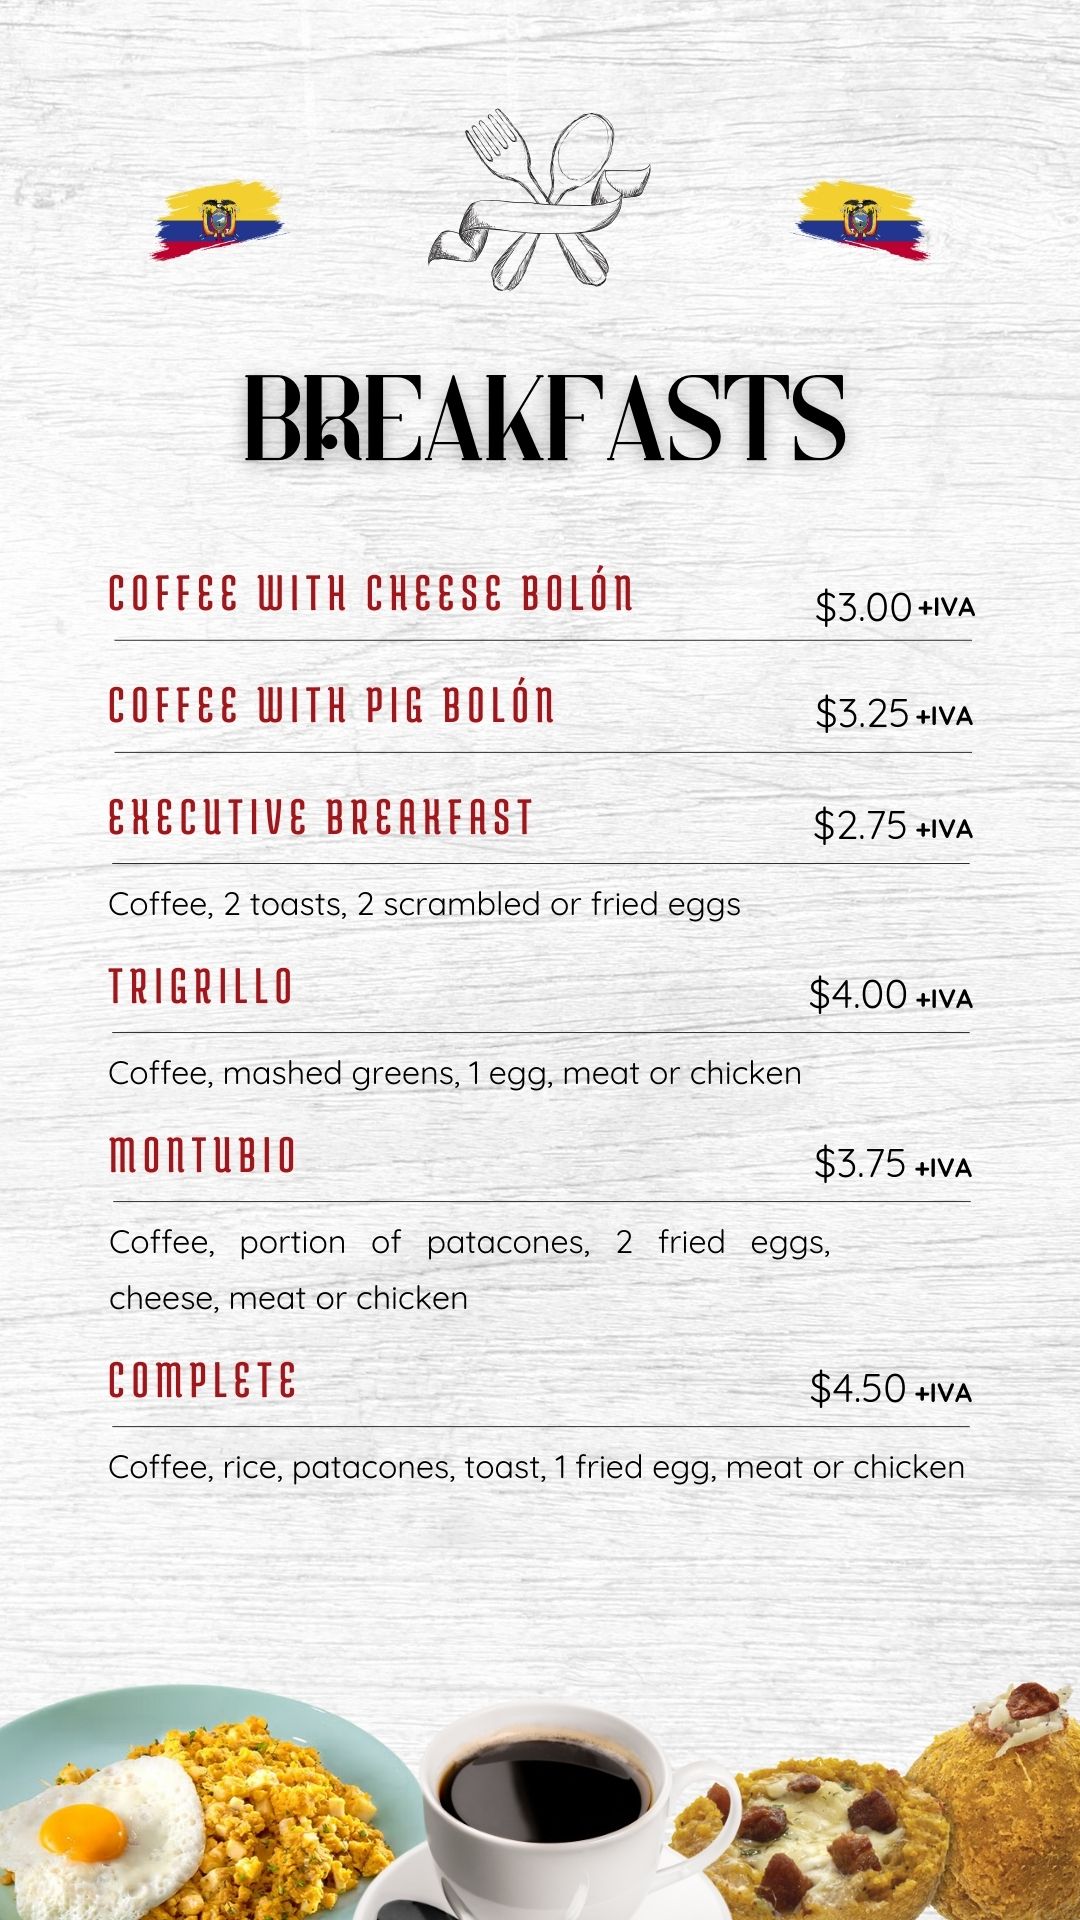 BREAKFASTS
COFFEE WITH CHEESE BOLÓN
$3.00 +IVA
COFFEE WITH PIG BOLÓN
$3.25 +IVA
EXECUTIVE BREAKFAST
$2.75 +IVA
Coffee, 2 toasts, 2 scrambled or fried eggs
TRIGRILLO
$4.00 +IVA
Coffee, mashed greens, 1 egg, meat or chicken
MONTUBIO
$3.75 +IVA
Coffee, portion of patacones, 2 fried eggs,
cheese, meat or chicken
COMPLETE
$4.50 +IVA
Coffee, rice, patacones, toast, 1 fried egg, meat or chicken